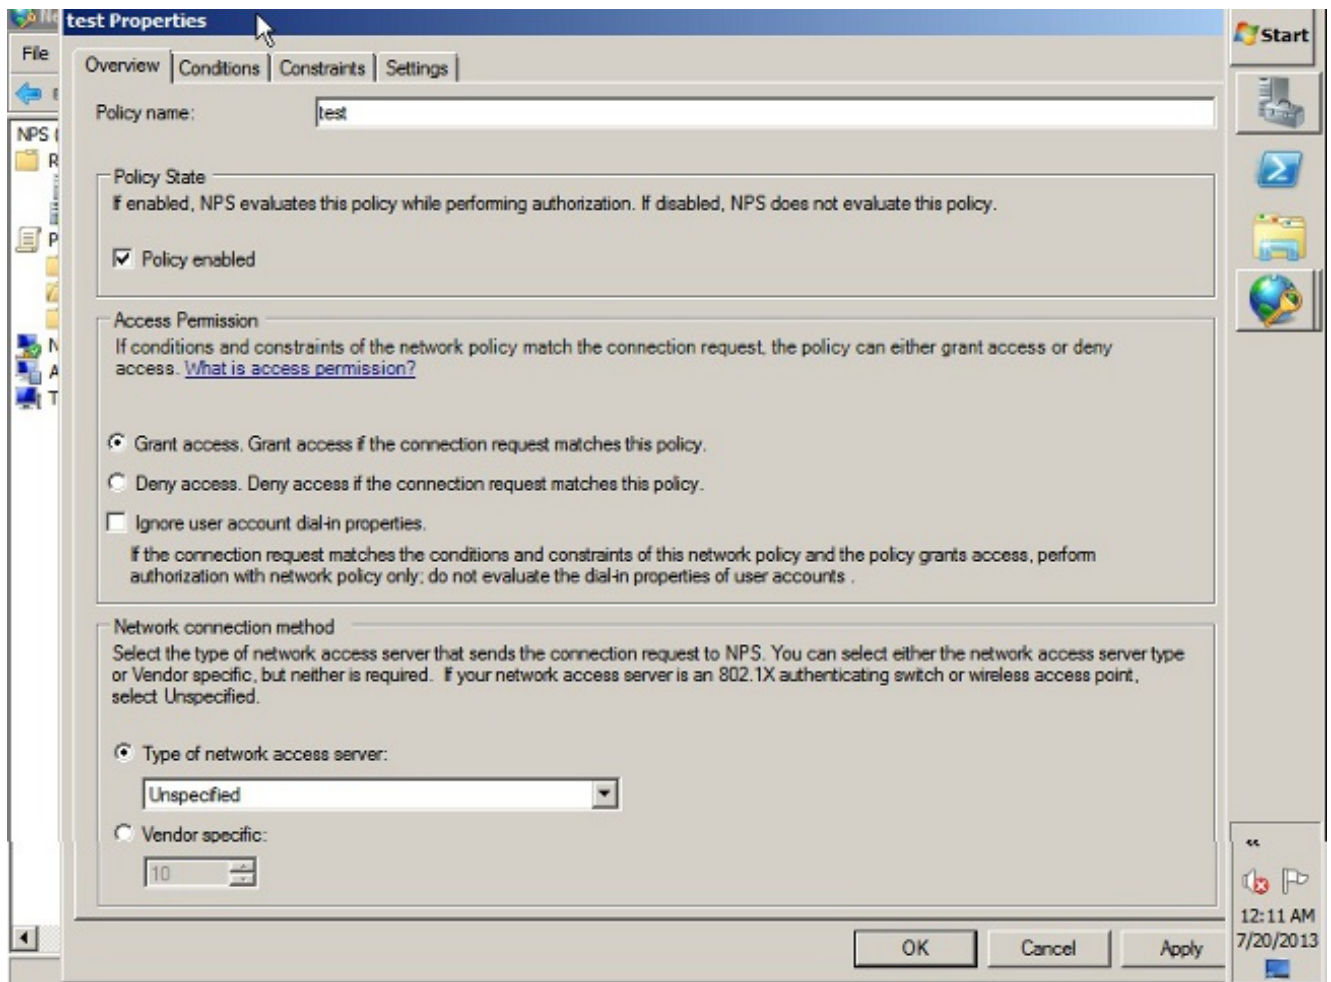 test Properties
Start
File
Overview
Conditions
Constraints
Settings
Policy name:
test
NPS (
R
P
N
A
T
Policy State
If enabled, NPS evaluates this policy while performing authorization. If disabled, NPS does not evaluate this policy.
Policy enabled
Access Permission
If conditions and constraints of the network policy match the connection request, the policy can either grant access or deny
access. What is access permission?
Grant access. Grant access if the connection request matches this policy.
Deny access. Deny access if the connection request matches this policy.
Ignore user account dial-in properties.
If the connection request matches the conditions and constraints of this network policy and the policy grants access, perform
authorization with network policy only; do not evaluate the dial-in properties of user accounts .
Network connection method
Select the type of network access server that sends the connection request to NPS. You can select either the network access server type
or Vendor specific, but neither is required.  If your network access server is an 802.1X authenticating switch or wireless access point,
select Unspecified.
Type of network access server:
Unspecified
Vendor specific:
10
OK
Cancel
Apply
12:11 AM
7/20/2013